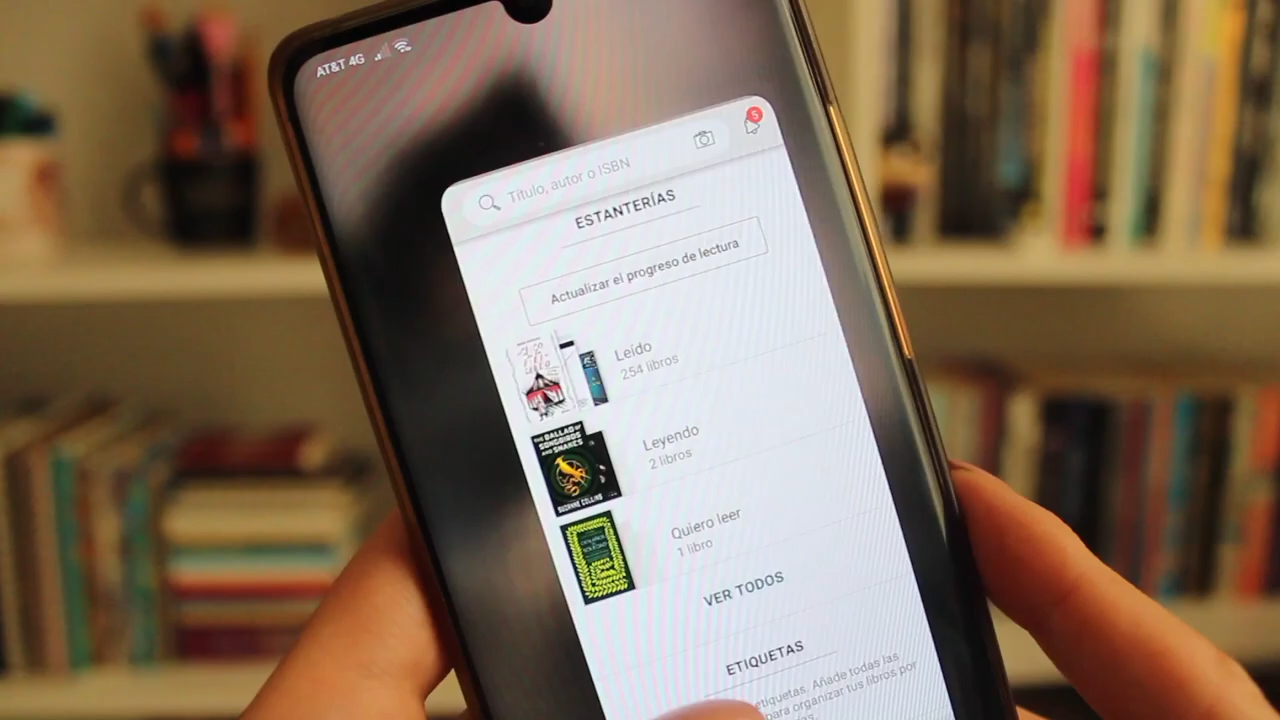 AT&T 4G
5
Título, autor o ISBN
ESTANTERÍAS
Actualizar el progreso de lectura
Leído
254 libros
THE BALLAD OF
SONGBIRDS
AND SNAKES
SUZANNE COLLINS
Leyendo
2 libros
Quiero leer
1 libro
VER TODOS
ETIQUETAS
etiquetas. Añade todas las
para organizar tus libros por